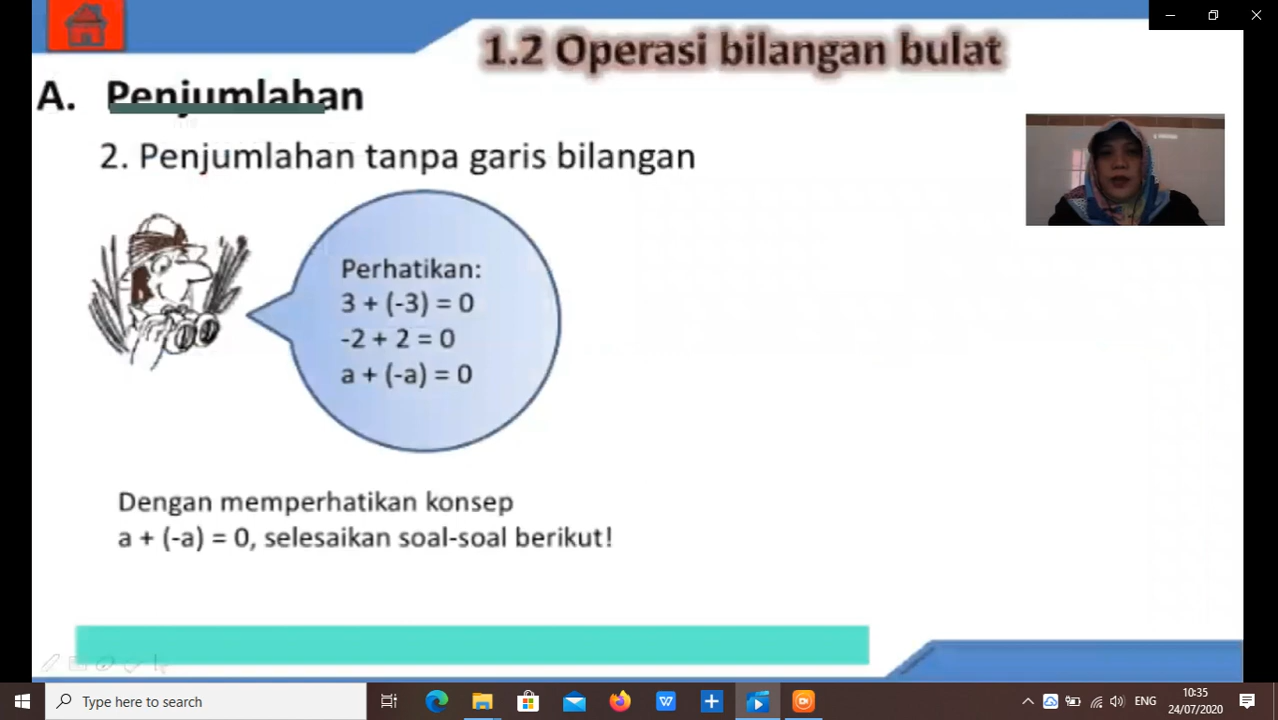 1.2 Operasi bilangan bulat
A. Penjumlahan
2. Penjumlahan tanpa garis bilangan
Perhatikan:
3 + (-3) = 0
-2 + 2 = 0
a + (-a) = 0
Dengan memperhatikan konsep
a + (-a) = 0, selesaikan soal-soal berikut!
Type here to search
ENG
10:35
24/07/2020